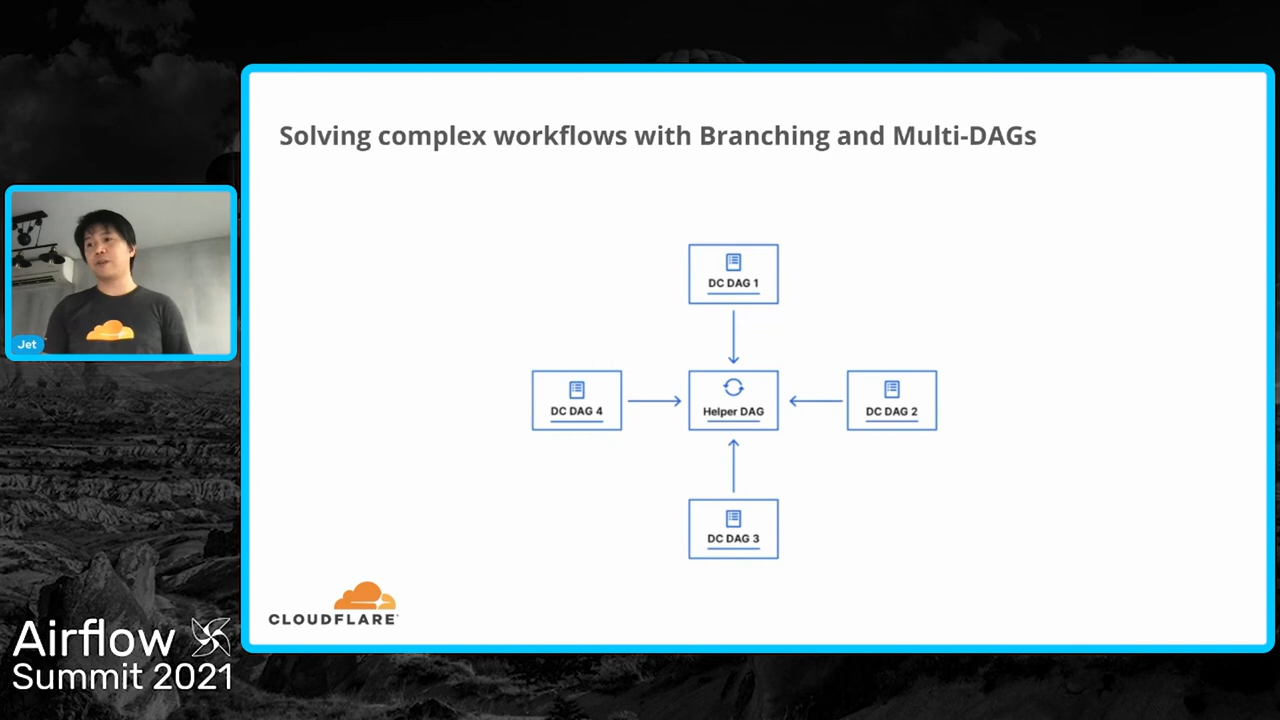 Solving complex workflows with Branching and Multi-DAGs
DC DAG 1
Jet
DC DAG 4
Helper DAG
DC DAG 2
DC DAG 3
CLOUDFLARE
Airflow
Summit 2021